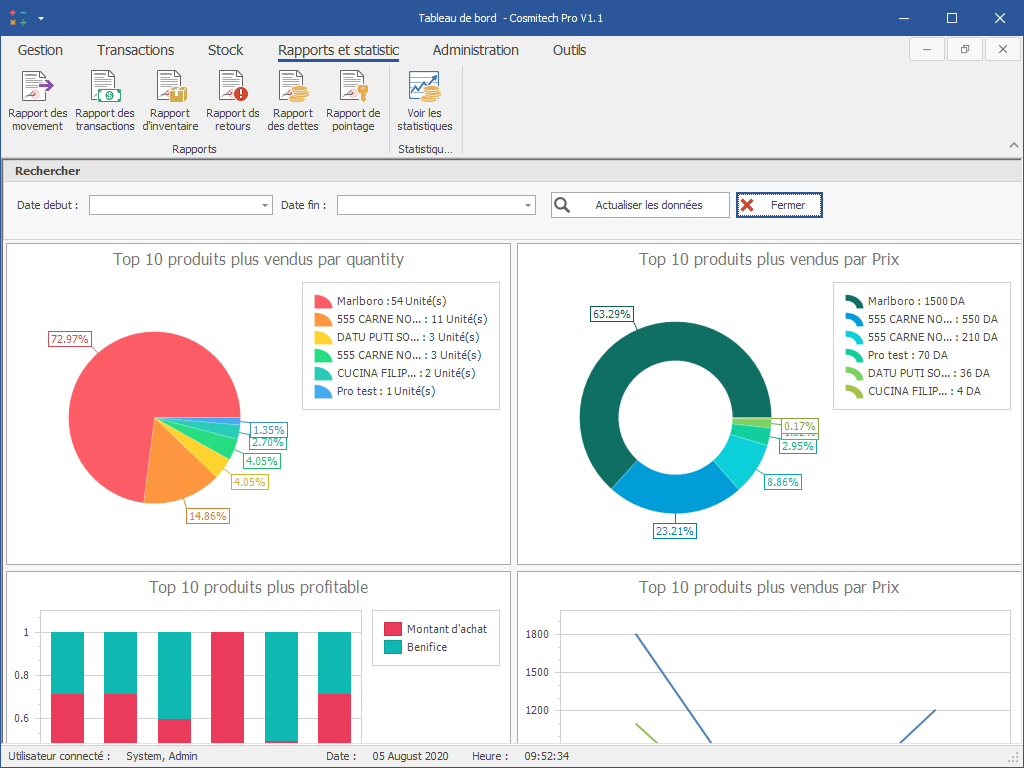 Tableau de bord - Cosmitech Pro V1.1
Gestion Transactions Stock Rapports et statistic Administration Outils
Rapport des movement
Rapport des transactions
Rapport d'inventaire
Rapport ds retours
Rapport des dettes
Rapport de pointage
Voir les statistiques
Rapports Statistiqu...
Rechercher
Date debut : Date fin : Actualiser les données Fermer
Top 10 produits plus vendus par quantity
Marlboro : 54 Unité(s)
555 CARNE NO... : 11 Unité(s)
DATU PUTI SO... : 3 Unité(s)
555 CARNE NO... : 3 Unité(s)
CUCINA FILIP... : 2 Unité(s)
Pro test : 1 Unité(s)
72.97%
1.35%
2.70%
4.05%
4.05%
14.86%
Top 10 produits plus vendus par Prix
Marlboro : 1500 DA
555 CARNE NO... : 550 DA
555 CARNE NO... : 210 DA
Pro test : 70 DA
DATU PUTI SO... : 36 DA
CUCINA FILIP... : 4 DA
63.29%
0.17%
2.95%
8.86%
23.21%
Top 10 produits plus profitable
1
0.8
0.6
Montant d'achat
Benifice
Top 10 produits plus vendus par Prix
1800
1500
1200
Utilisateur connecté : System, Admin Date : 05 August 2020 Heure : 09:52:34